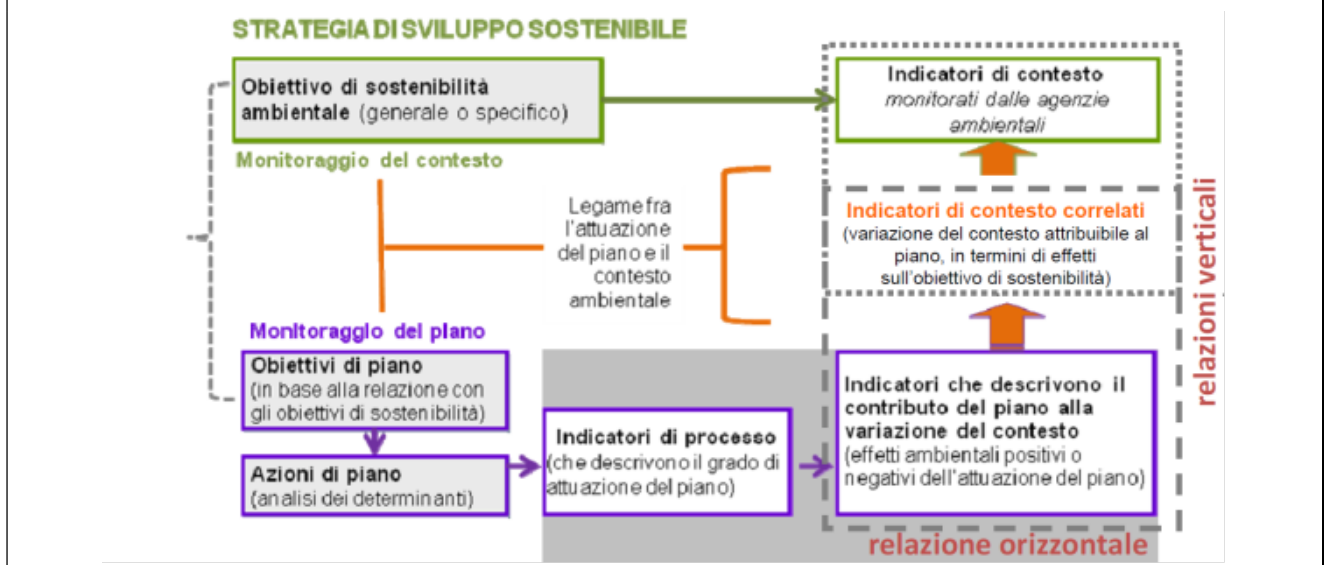 STRATEGIA DI SVILUPPO SOSTENIBILE
Obiettivo di sostenibilità
ambientale (generale o specifico)
Indicatori di contesto
monitorati dalle agenzie
ambientali
Monitoraggio del contesto
Legame fra
l'attuazione
del piano e il
contesto
ambientale
Indicatori di contesto correlati
(variazione del contesto attribuibile al
piano, in termini di effetti
sull'obiettivo di sostenibilità)
relazioni verticali
Monitoraggio del piano
Obiettivi di piano
(in base alla relazione con
gli obiettivi di sostenibilità)
Azioni di piano
(analisi dei determinanti)
Indicatori di processo
(che descrivono il grado di
attuazione del piano)
Indicatori che descrivono il
contributo del piano alla
variazione del contesto
(effetti ambientali positivi o
negativi dell'attuazione del piano)
relazione orizzontale